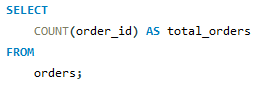 SELECT
    COUNT(order_id) AS total_orders
FROM
    orders;